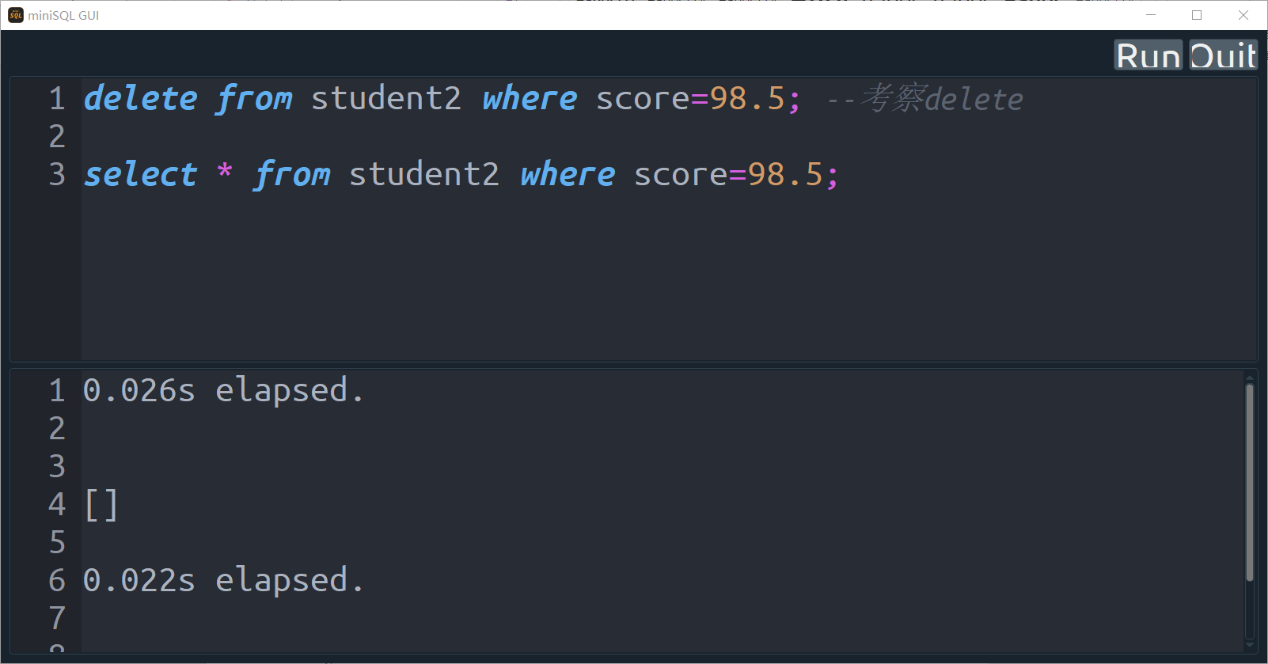 miniSQL GUI
Run Quit
1 delete from student2 where score=98.5; --考察delete
2
3 select * from student2 where score=98.5;
1 0.026s elapsed.
2
3
4 []
5
6 0.022s elapsed.
7
8